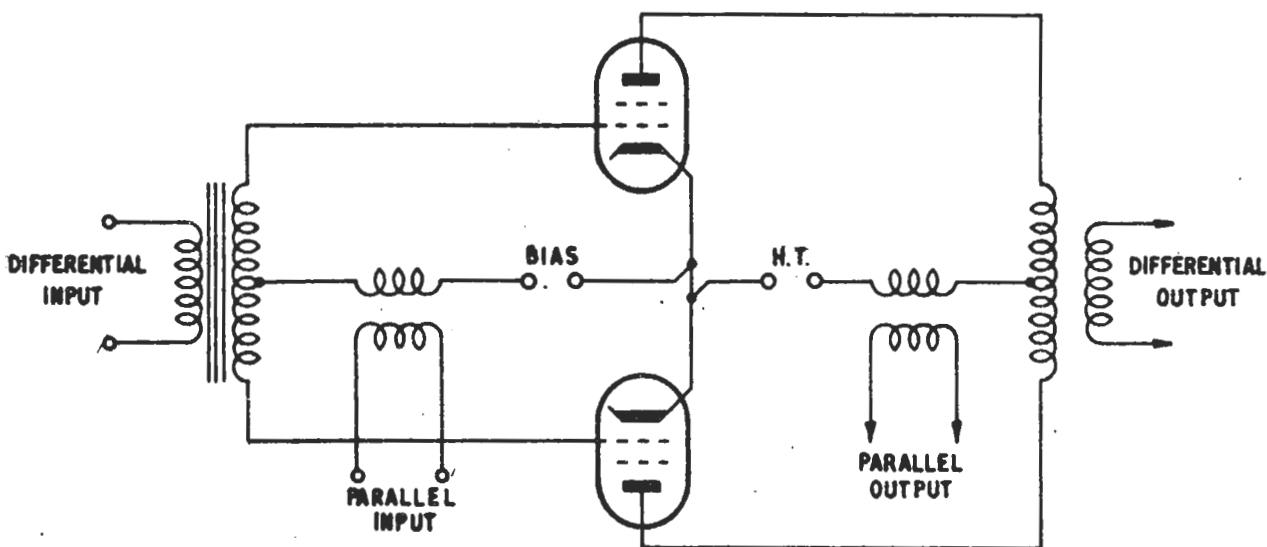 DIFFERENTIAL
INPUT
BIAS
H.T.
DIFFERENTIAL
OUTPUT
PARALLEL
INPUT
PARALLEL
OUTPUT